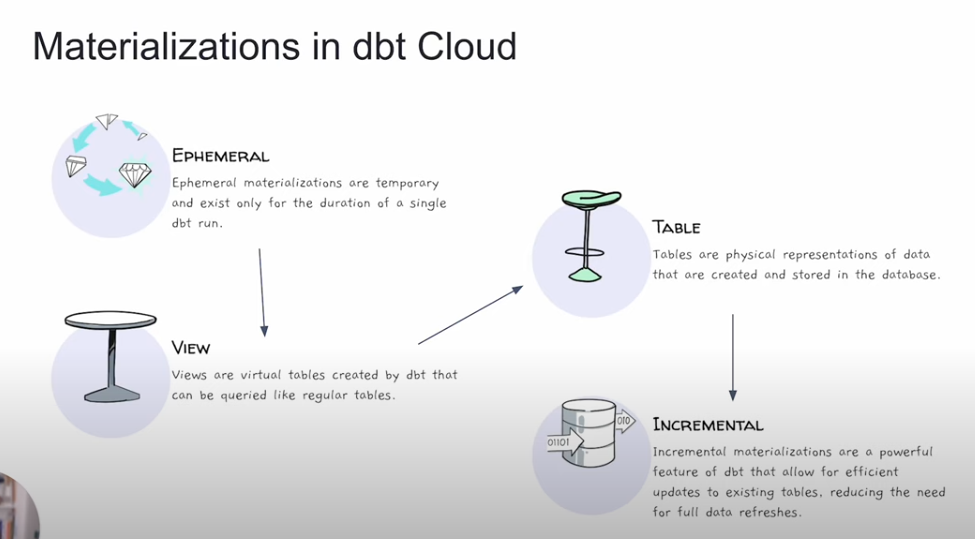 Materializations in dbt Cloud
EPHEMERAL
Ephemeral materializations are temporary
and exist only for the duration of a single
dbt run.
VIEW
Views are virtual tables created by dbt that
can be queried like regular tables.
TABLE
Tables are physical representations of data
that are created and stored in the database.
01101
010
INCREMENTAL
Incremental materializations are a powerful
feature of dbt that allow for efficient
updates to existing tables, reducing the need
for full data refreshes.